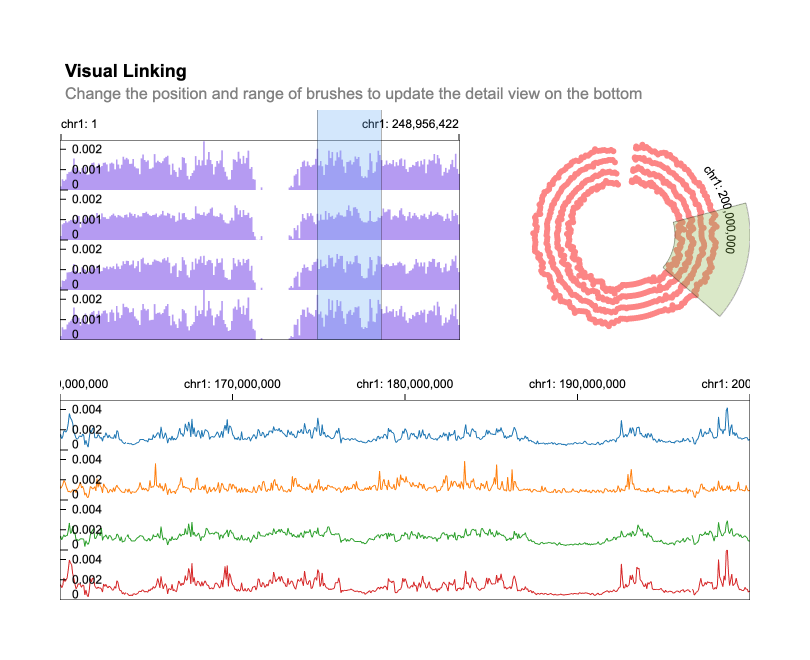 Visual Linking
Change the position and range of brushes to update the detail view on the bottom
chr1: 1
chr1: 248,956,422
0.002
0.001
0
0.002
0.001
0
0.002
0.001
0
0.002
0.001
0
chr1: 200,000,000
0,000,000
chr1: 170,000,000
chr1: 180,000,000
chr1: 190,000,000
chr1: 200
0.004
0.002
0
0.004
0.002
0
0.004
0.002
0
0.004
0.002
0